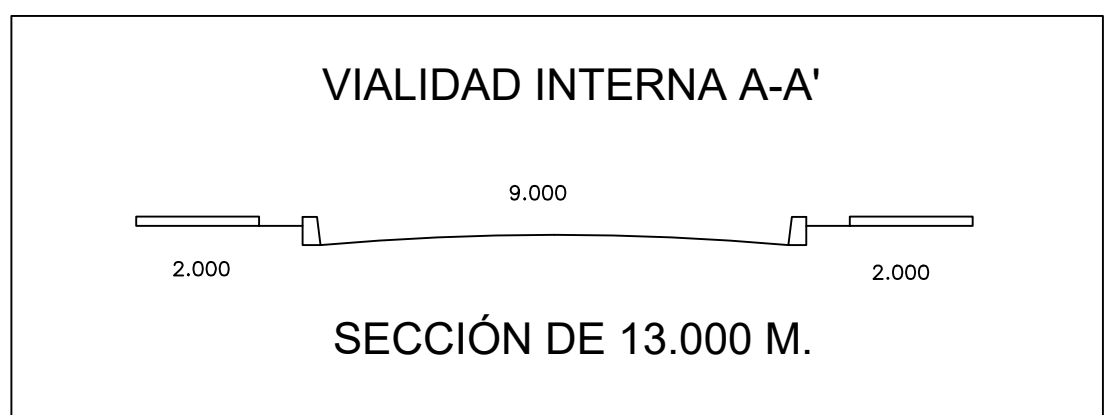 VIALIDAD INTERNA A-A'
9.000
2.000
2.000
SECCIÓN DE 13.000 M.